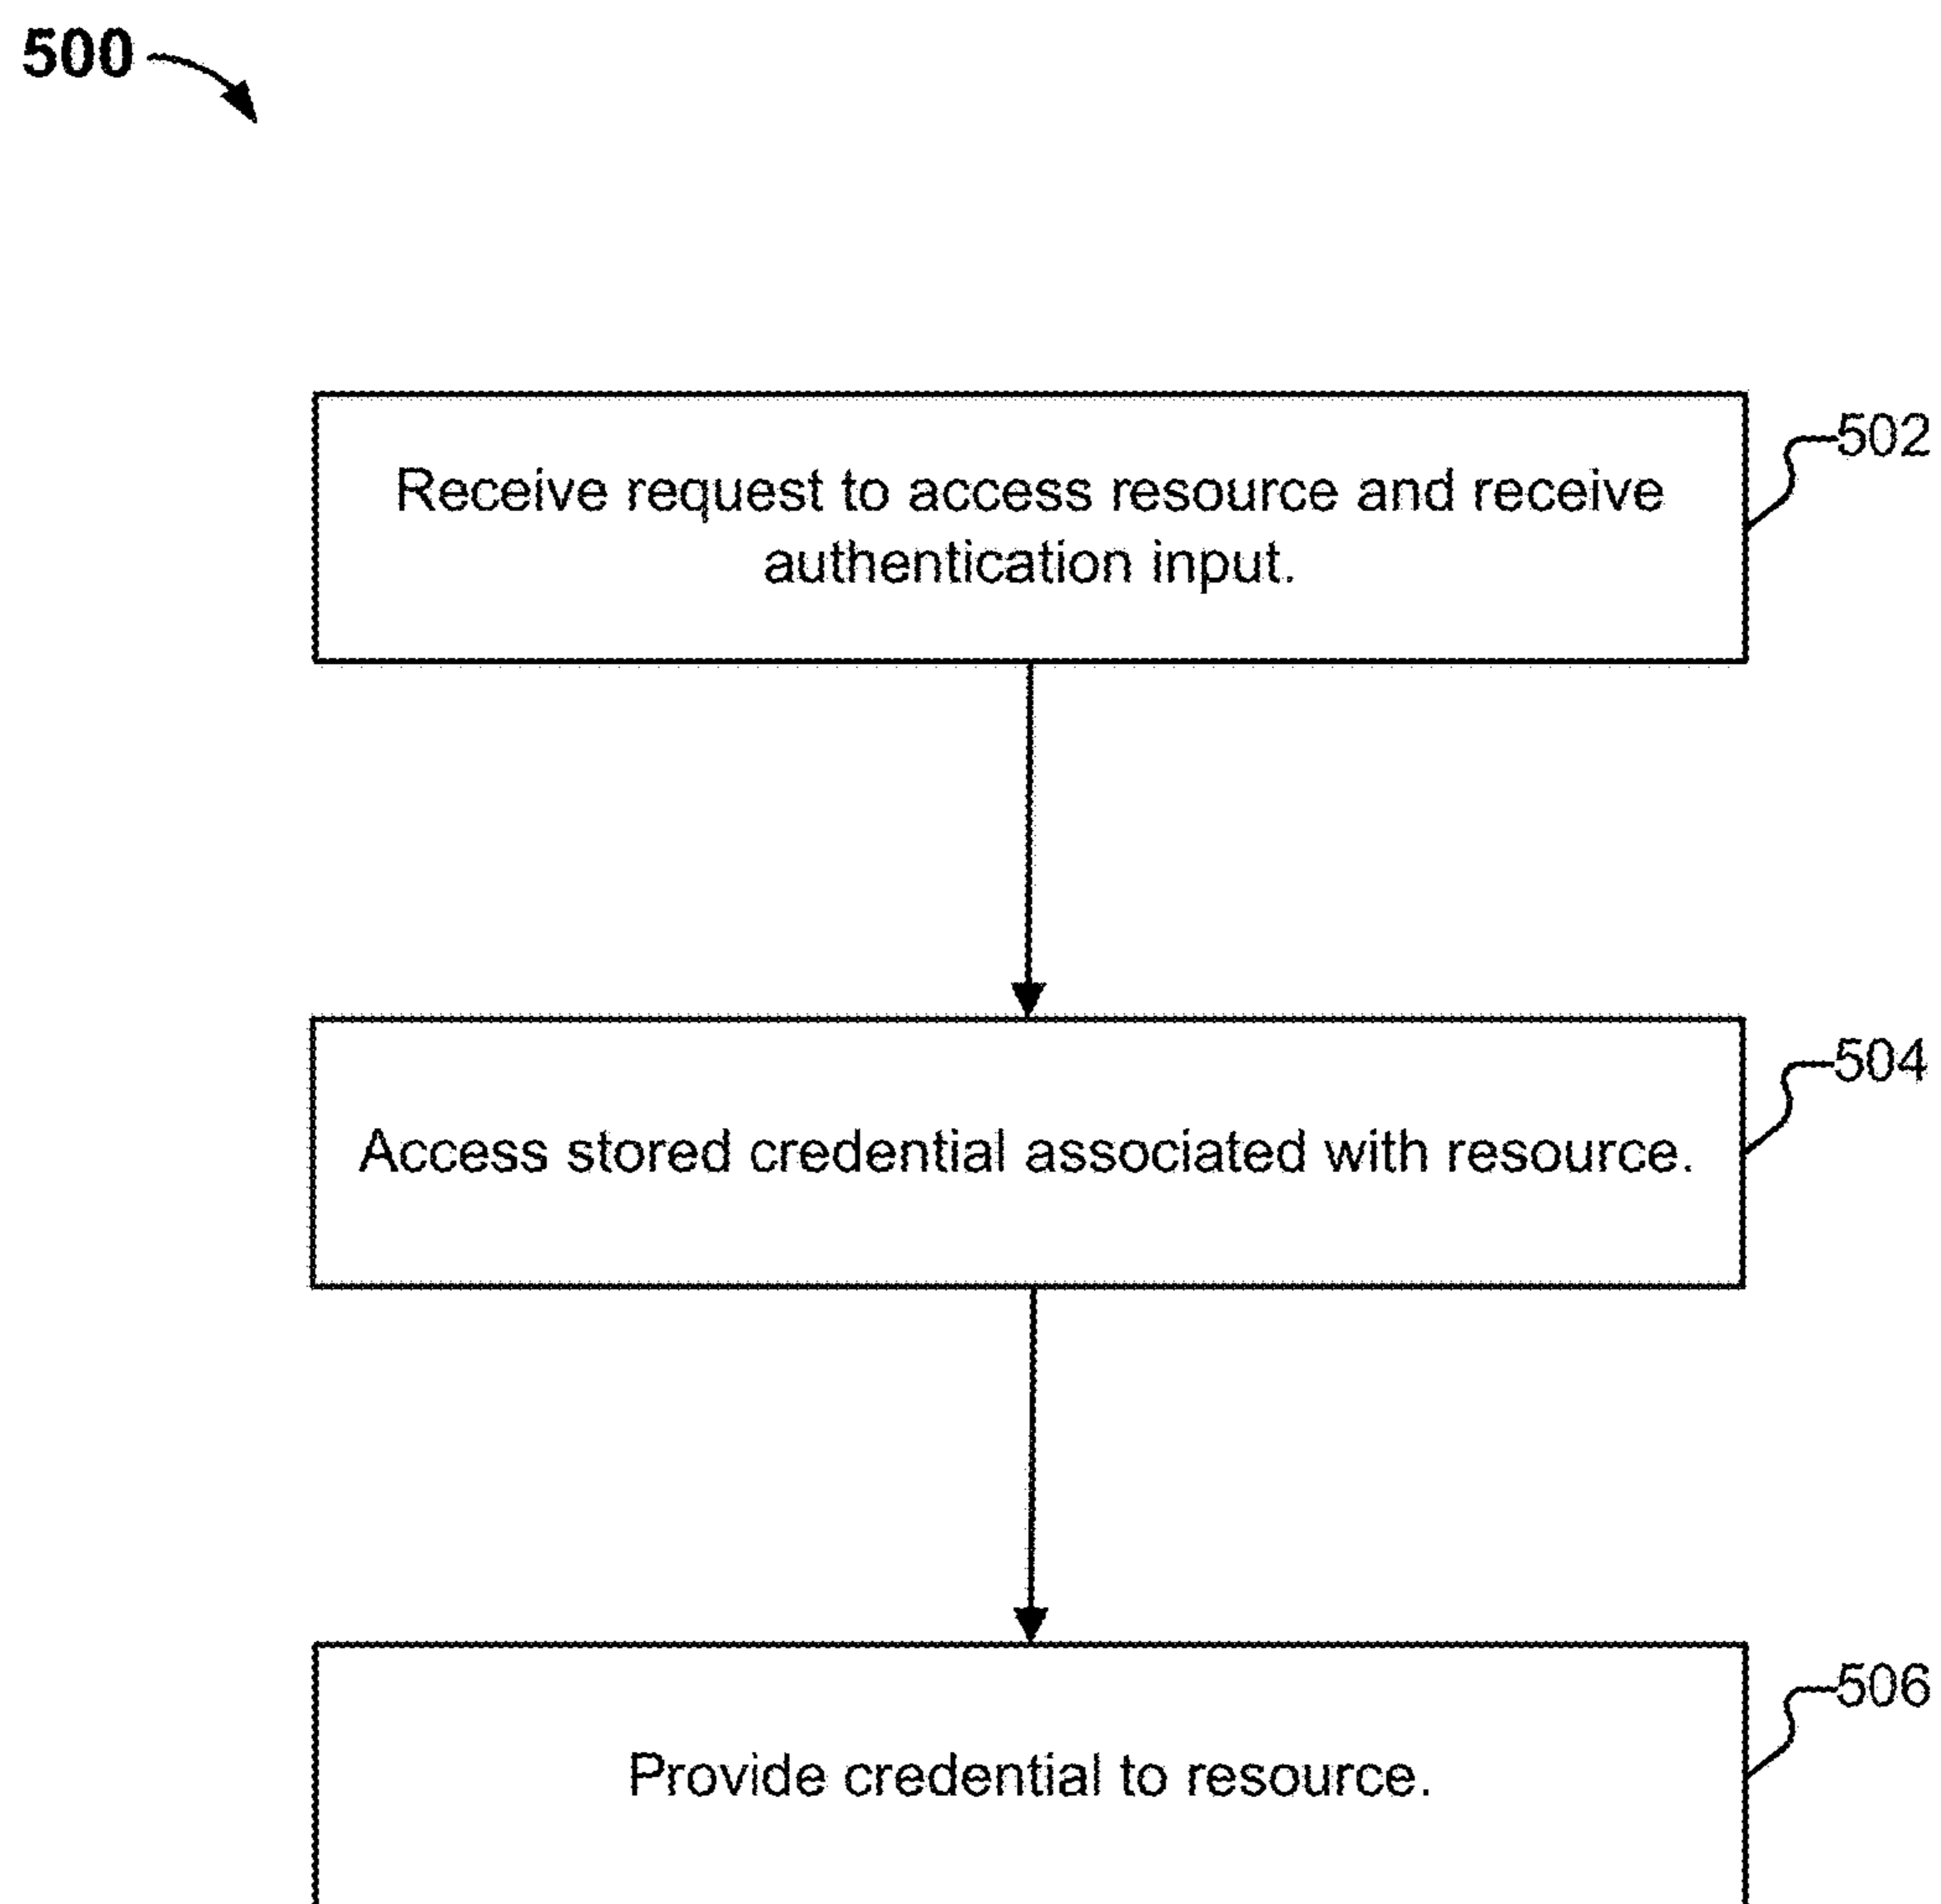 500
502
Receive request to access resource and receive
authentication input.
504
Access stored credential associated with resource.
506
Provide credential to resource.